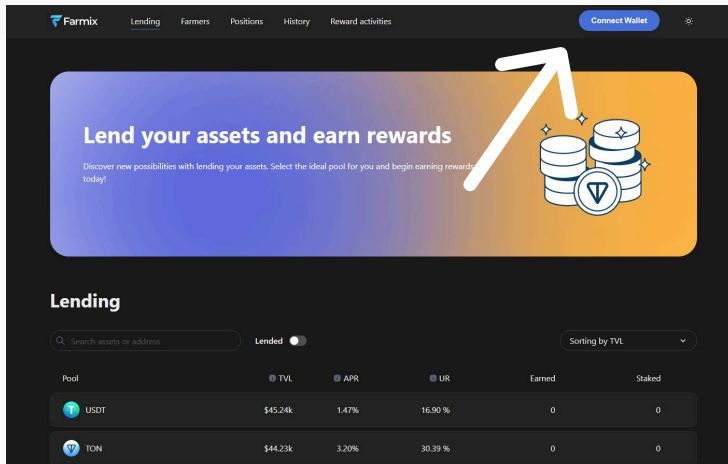 Farmix Lending Farmers Positions History Reward activities Connect Wallet
Lend your assets and earn rewards
Discover new possibilities with lending your assets. Select the ideal pool for you and begin earning rewards
today!
Lending
Search assets or address Lended Sorting by TVL
Pool TVL APR UR Earned Staked
USDT $45.24k 1.47% 16.90 % 0 0
TON $44.23k 3.20% 30.39 % 0 0